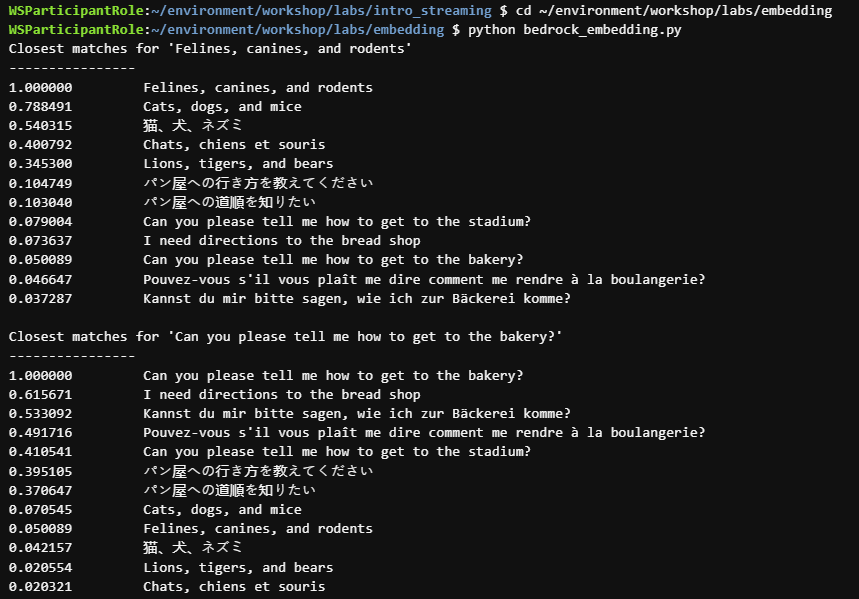 WSParticipantRole:~/environment/workshop/labs/intro_streaming $ cd ~/environment/workshop/labs/embedding
WSParticipantRole:~/environment/workshop/labs/embedding $ python bedrock_embedding.py
Closest matches for 'Felines, canines, and rodents'
----------------
1.000000 Felines, canines, and rodents
0.788491 Cats, dogs, and mice
0.540315 猫、犬、ネズミ
0.400792 Chats, chiens et souris
0.345300 Lions, tigers, and bears
0.104749 パン屋への行き方を教えてください
0.103040 パン屋への道順を知りたい
0.079004 Can you please tell me how to get to the stadium?
0.073637 I need directions to the bread shop
0.050089 Can you please tell me how to get to the bakery?
0.046647 Pouvez-vous s'il vous plaît me dire comment me rendre à la boulangerie?
0.037287 Kannst du mir bitte sagen, wie ich zur Bäckerei komme?
Closest matches for 'Can you please tell me how to get to the bakery?'
----------------
1.000000 Can you please tell me how to get to the bakery?
0.615671 I need directions to the bread shop
0.533092 Kannst du mir bitte sagen, wie ich zur Bäckerei komme?
0.491716 Pouvez-vous s'il vous plaît me dire comment me rendre à la boulangerie?
0.410541 Can you please tell me how to get to the stadium?
0.395105 パン屋への行き方を教えてください
0.370647 パン屋への道順を知りたい
0.070545 Cats, dogs, and mice
0.050089 Felines, canines, and rodents
0.042157 猫、犬、ネズミ
0.020554 Lions, tigers, and bears
0.020321 Chats, chiens et souris